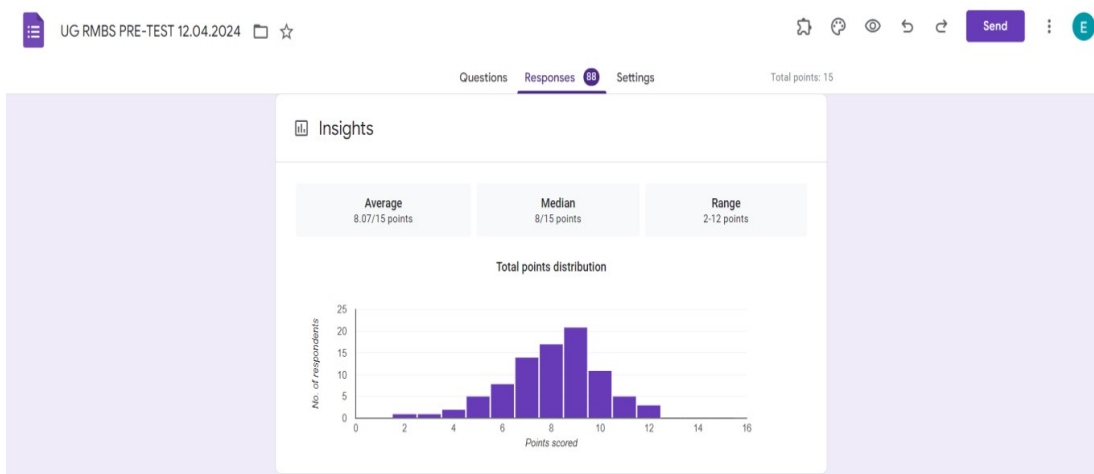 UG RMBS PRE-TEST 12.04.2024
Send
E
Questions Responses 88 Settings
Total points: 15
Insights
Average
8.07/15 points
Median
8/15 points
Range
2-12 points
Total points distribution
No. of respondents
25
20
15
10
5
0
0 2 4 6 8 10 12 14 16
Points scored